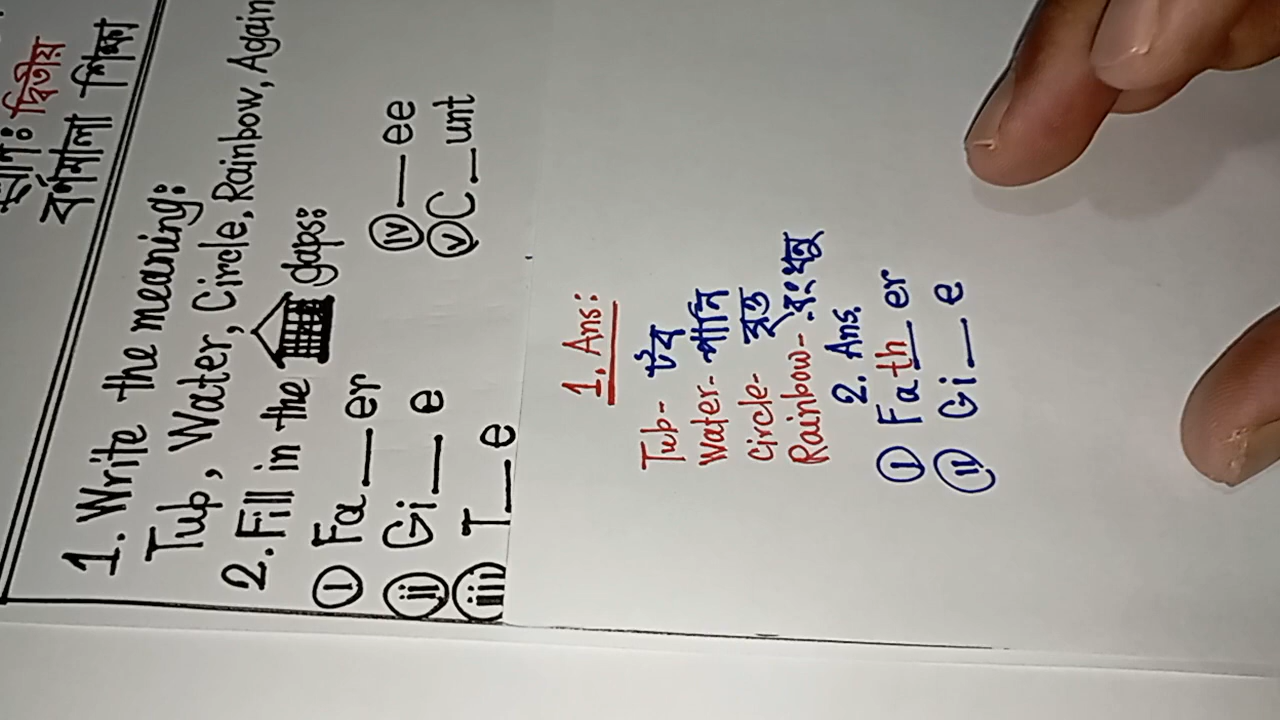 দ্বিতীয়
বর্ণমালা শিক্ষা
1. Write the meaning:
Tub, Water, Circle, Rainbow, Again
2. Fill in the gaps:
(i) Fa__er
(ii) Gi__e
(iii) T__e
(iv) __ee
(v) C_unt
1. Ans:
Tub- টব
Water- পানি
Circle- বৃত্ত
Rainbow- রংধনু
2. Ans.
(i) Father
(ii) Gi__e